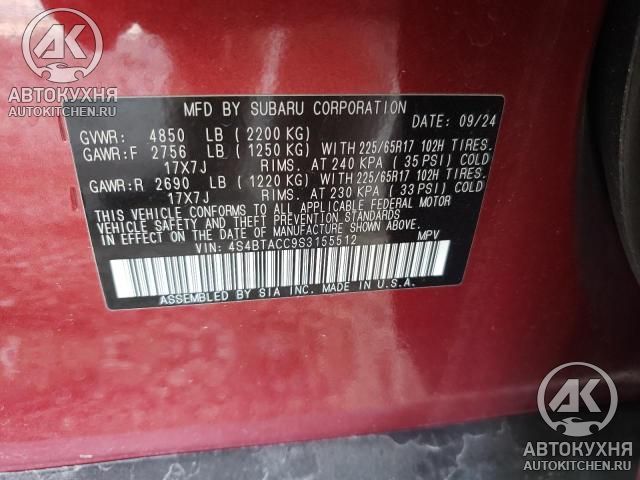 АК
АВТОКУХНЯ
AUTOKITCHEN.RU
MFD BY SUBARU CORPORATION
DATE: 09/24
GVWR: 4850 LB (2200 KG)
GAWR:F 2756 LB (1250 KG) WITH 225/65R17 102H TIRES.
17X7J RIMS. AT 240 KPA (35 PSI) COLD
GAWR:R 2690 LB (1220 KG) WITH 225/65R17 102H TIRES.
17X7J RIMS. AT 230 KPA (33 PSI) COLD
THIS VEHICLE CONFORMS TO ALL APPLICABLE FEDERAL MOTOR
VEHICLE SAFETY AND THEFT PREVENTION STANDARDS
IN EFFECT ON THE DATE OF MANUFACTURE SHOWN ABOVE.
VIN: 4S4BTACC9S3155512 MPV
ASSEMBLED BY SIA INC. MADE IN U.S.A.
АК
АВТОКУХНЯ
AUTOKITCHEN.RU